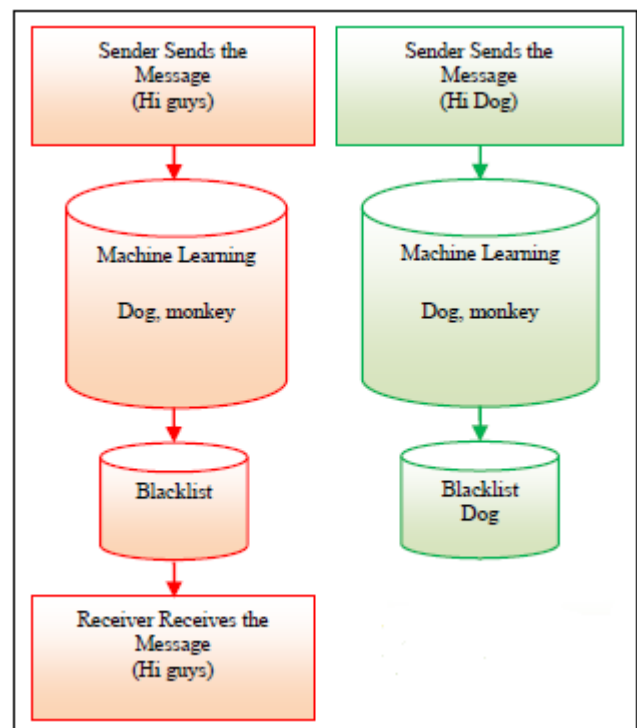 Sender Sends the
Message
(Hi guys)
Machine Learning
Dog, monkey
Blacklist
Receiver Receives the
Message
(Hi guys)
Sender Sends the
Message
(Hi Dog)
Machine Learning
Dog, monkey
Blacklist
Dog